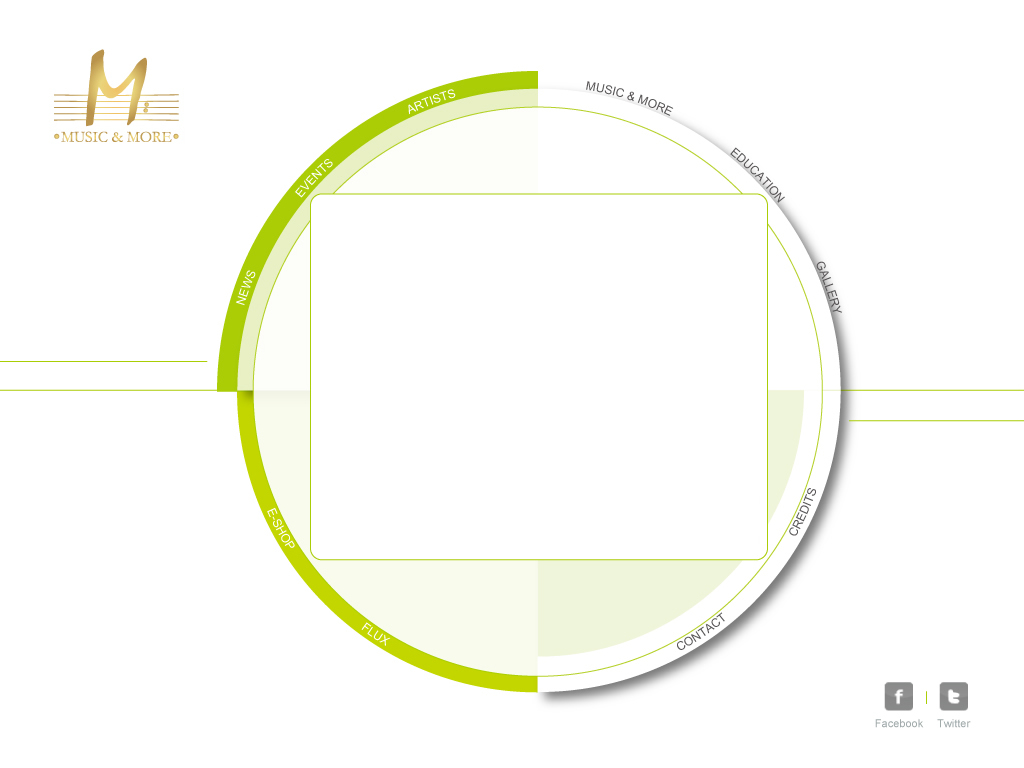 M:
MUSIC & MORE
ARTISTS
EVENTS
NEWS
MUSIC & MORE
EDUCATION
GALLERY
E-SHOP
FLUX
CREDITS
CONTACT
Facebook
Twitter